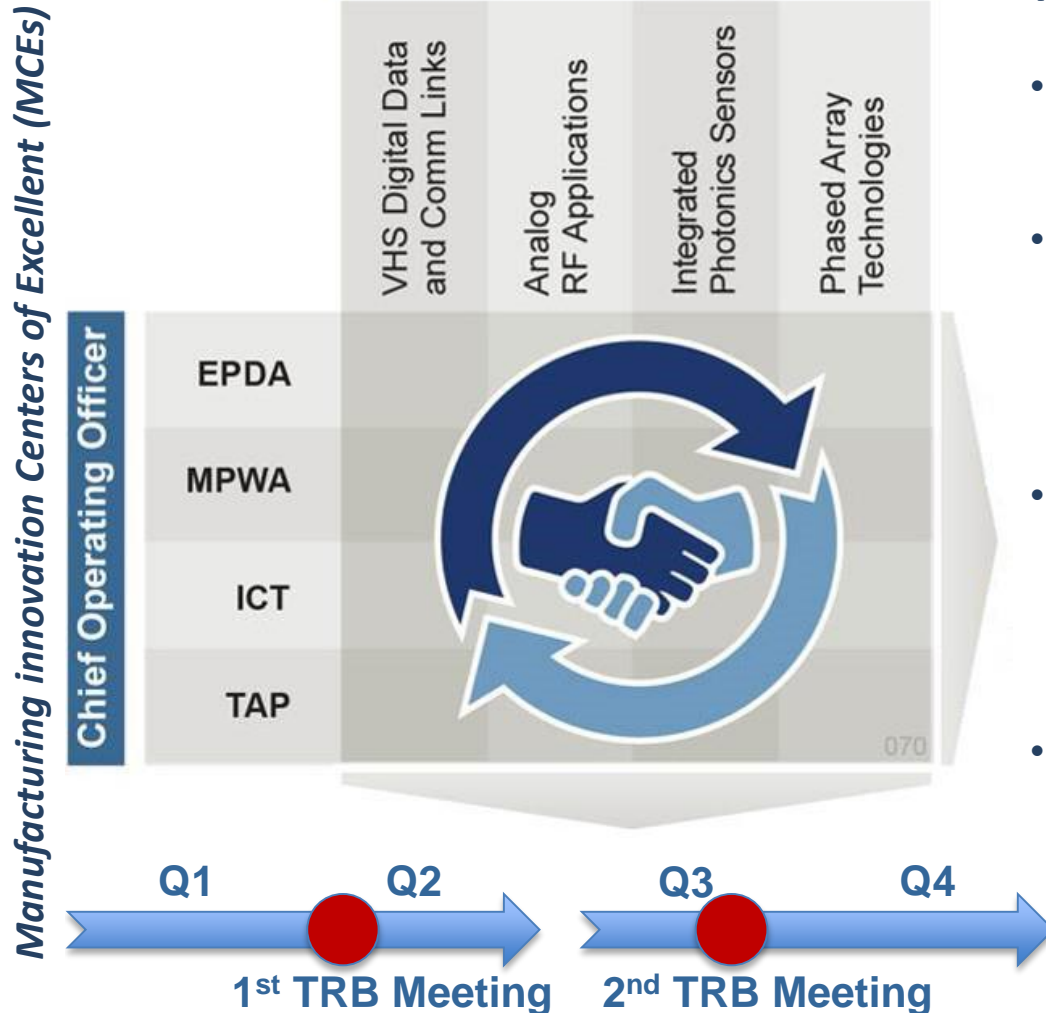 Manufacturing innovation Centers of Excellent (MCEs)
VHS Digital Data
and Comm Links
Analog
RF Applications
Integrated
Photonics Sensors
Phased Array
Technologies
Chief Operating Officer
EPDA
MPWA
ICT
TAP
070
Q1
Q2
Q3
Q4
1st TRB Meeting
2nd TRB Meeting